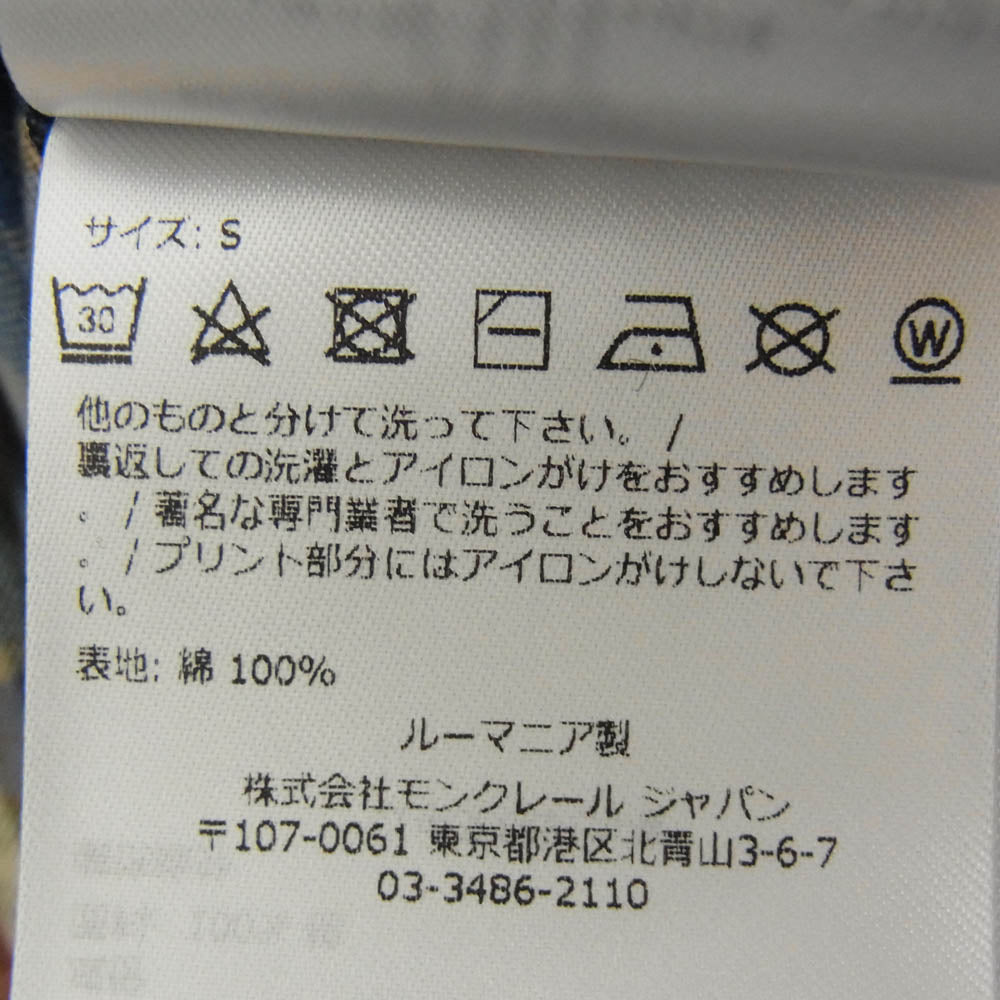 サイズ: S
30 W
他のものと分けて洗って下さい。 /
裏返しての洗濯とアイロンがけをおすすめします
。 / 著名な専門業者で洗うことをおすすめします
。 / プリント部分にはアイロンがけしないで下さ
い。
表地: 綿 100%
ルーマニア製
株式会社モンクレール ジャパン
〒107-0061 東京都港区北青山3-6-7
03-3486-2110